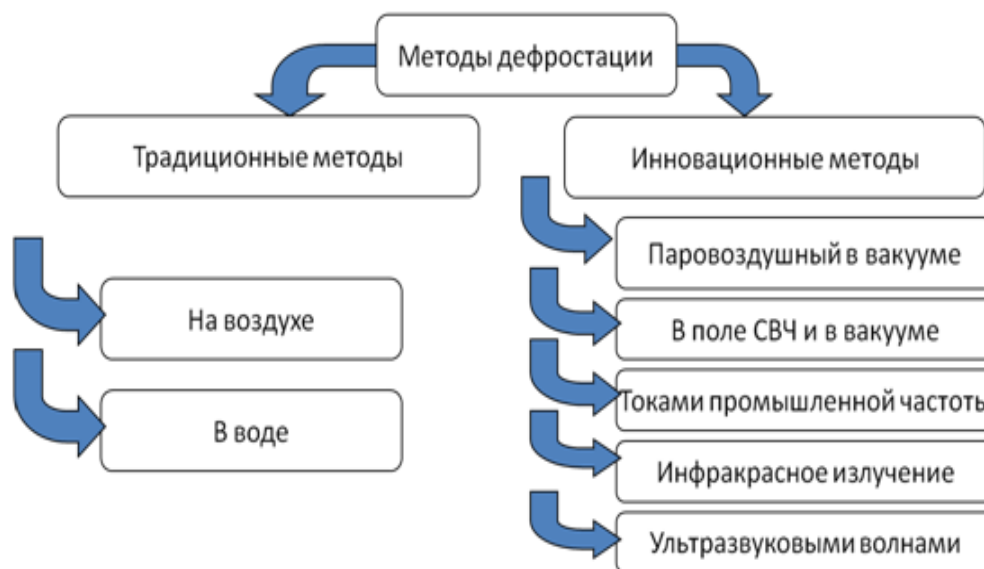 Методы дефростации
Традиционные методы
Инновационные методы
На воздухе
В воде
Паровоздушный в вакууме
В поле СВЧ и в вакууме
Токами промышленной частоты
Инфракрасное излучение
Ультразвуковыми волнами